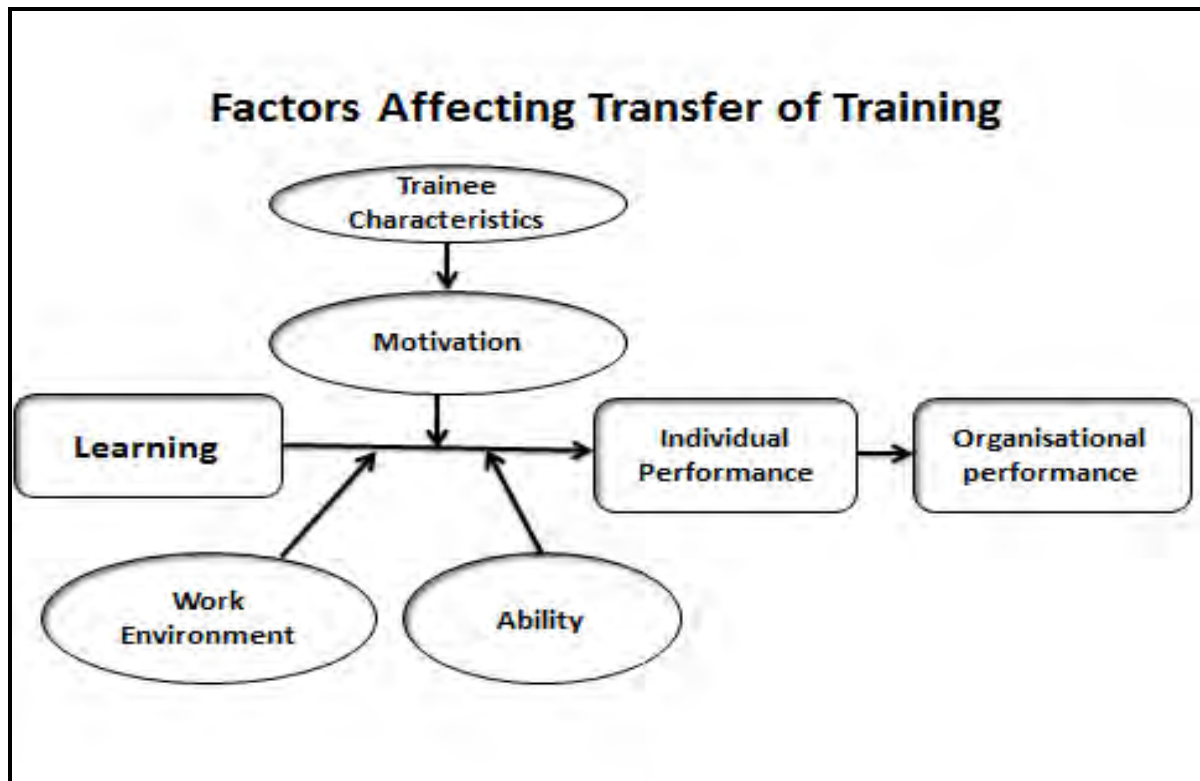 Factors Affecting Transfer of Training
Trainee
Characteristics
Motivation
Learning
Individual
Performance
Organisational
performance
Work
Environment
Ability